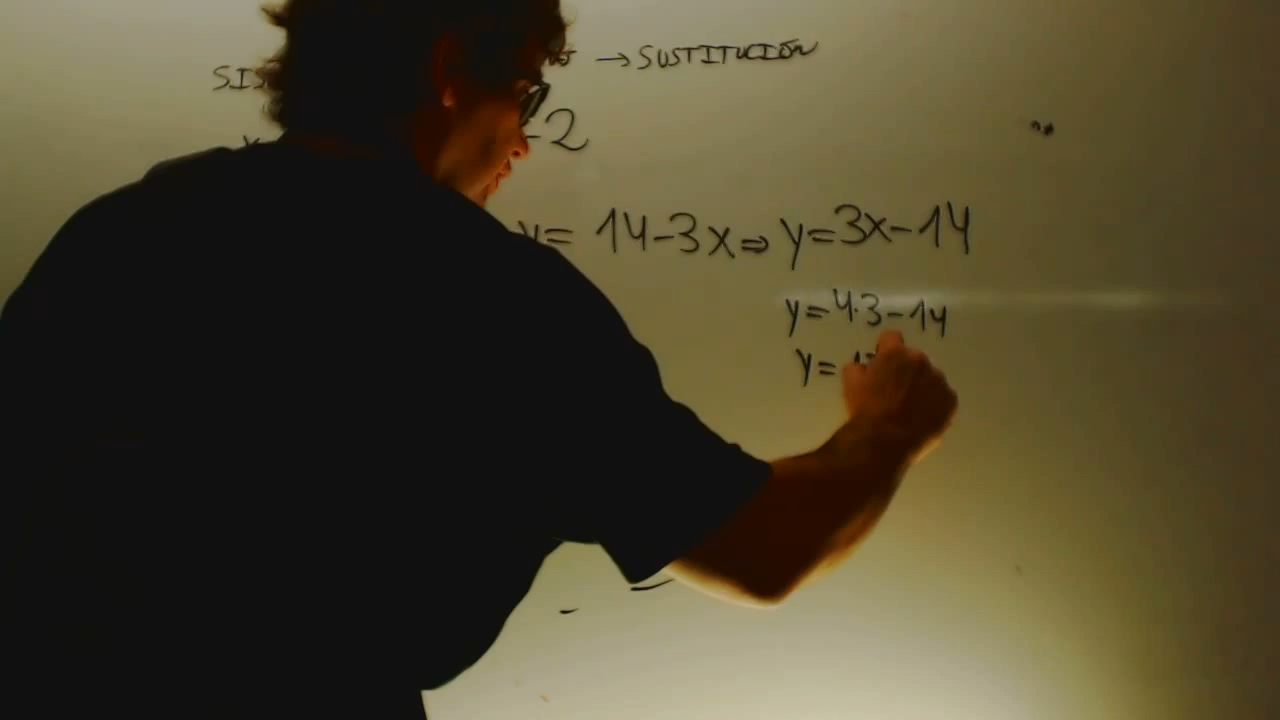 SIS → SUSTITUCIÓN
-2
y= 14-3x ⇒ y=3x-14
y=4·3-14
y=